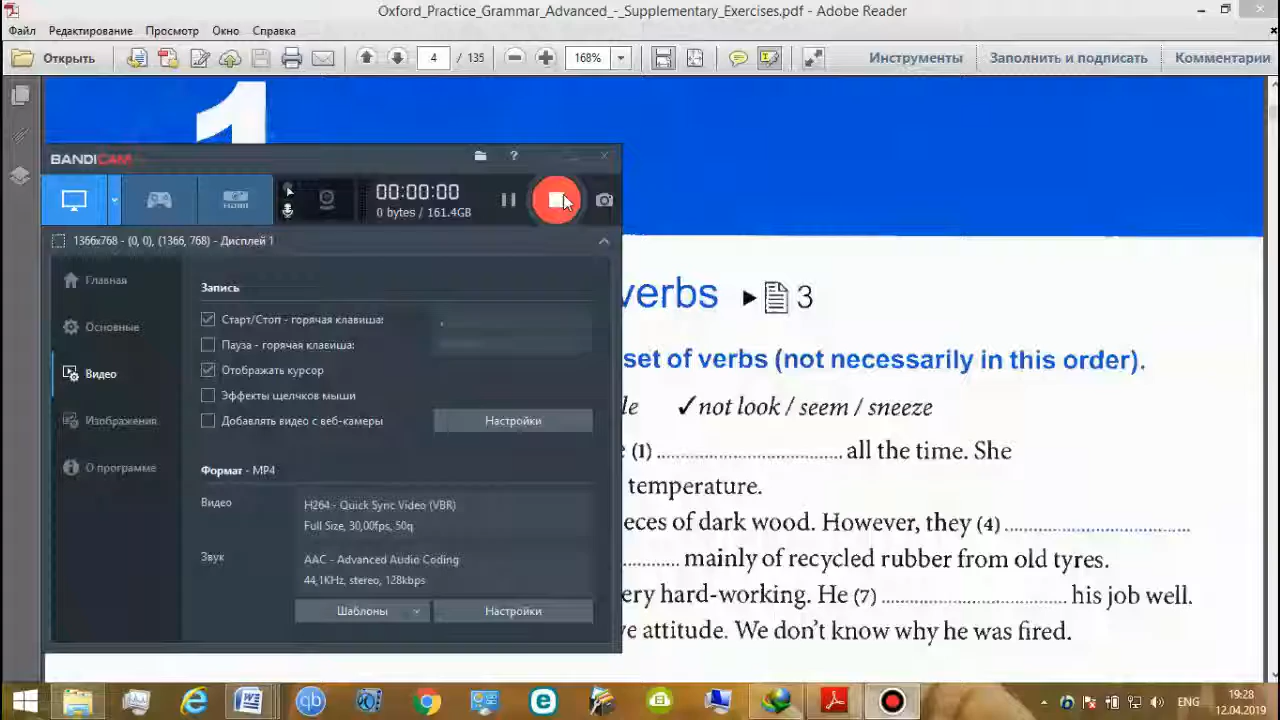 Oxford_Practice_Grammar_Advanced_-_Supplementary_Exercises.pdf - Adobe Reader
Файл Редактирование Просмотр Окно Справка
Открыть 4 / 135 168% Инструменты Заполнить и подписать Комментарии
1
BANDICAM
00:00:00
0 bytes / 161.4GB
1366x768 - (0, 0), (1366, 768) - Дисплей 1
Главная
Основные
Видео
Изображения
О программе
Запись
Старт/Стоп - горячая клавиша:
Пауза - горячая клавиша:
Отображать курсор
Эффекты щелчков мыши
Добавлять видео с веб-камеры Настройки
Формат - MP4
Видео H264 - Quick Sync Video (VBR)
Full Size, 30,00fps, 50q
Звук AAC - Advanced Audio Coding
44,1KHz, stereo, 128kbps
Шаблоны Настройки
verbs ► 3
set of verbs (not necessarily in this order).
le ✓not look / seem / sneeze
(1) ........................................ all the time. She
temperature.
eces of dark wood. However, they (4) ........................................
............ mainly of recycled rubber from old tyres.
ery hard-working. He (7) ........................................ his job well.
ve attitude. We don't know why he was fired.
ENG
19:28
12.04.2019